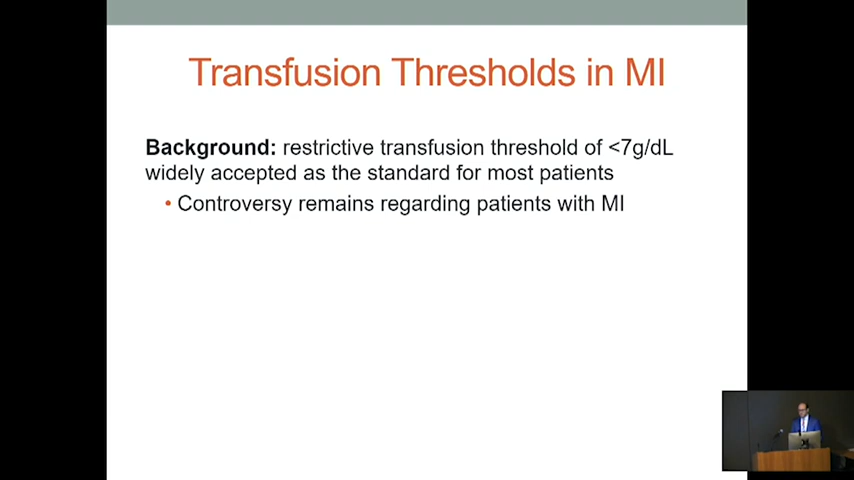 Transfusion Thresholds in MI
Background: restrictive transfusion threshold of <7g/dL
widely accepted as the standard for most patients
• Controversy remains regarding patients with MI